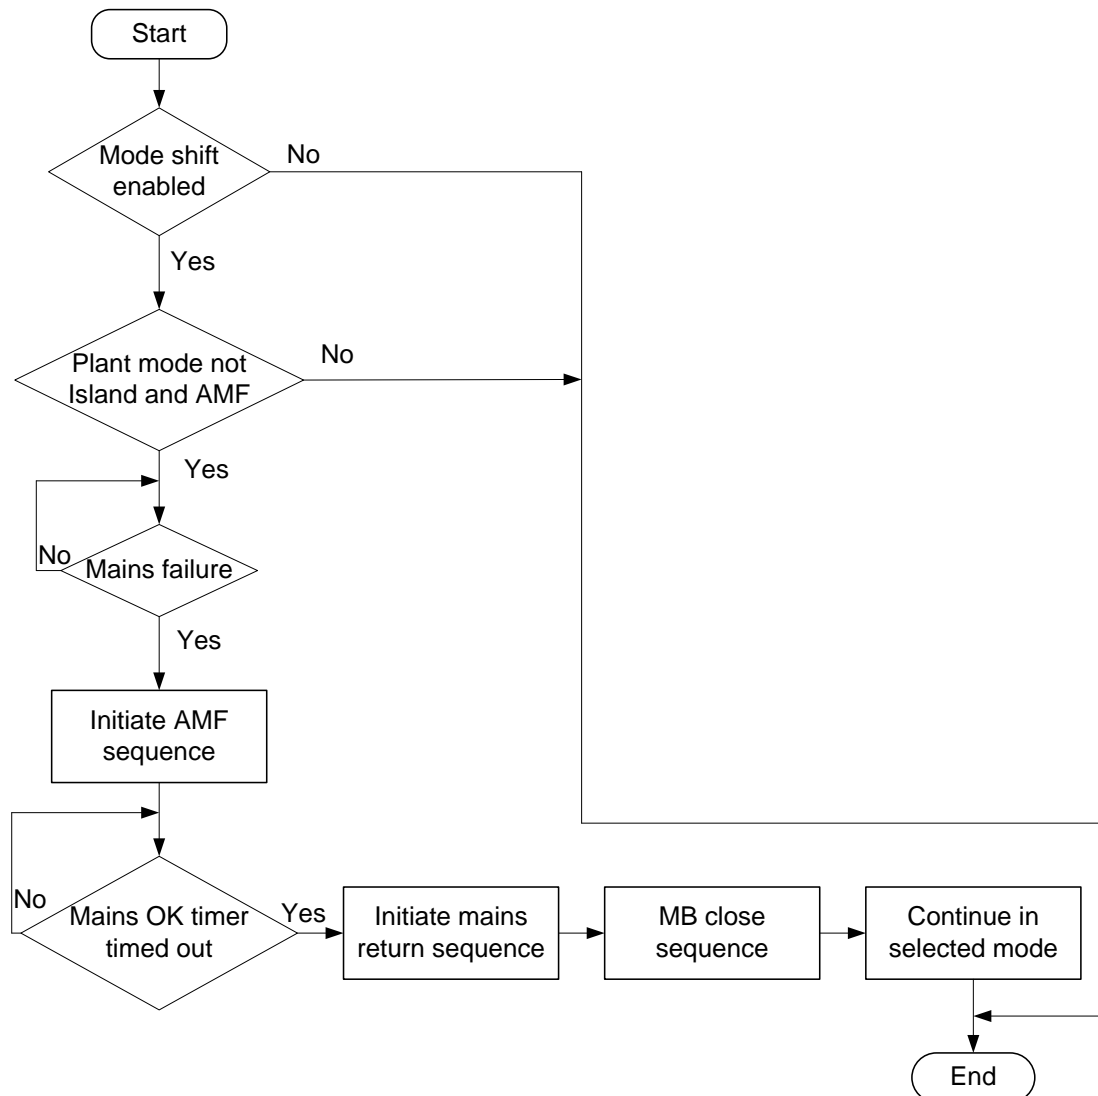 Start
Mode shift
enabled
No
Yes
Plant mode not
Island and AMF
No
Yes
No
Mains failure
Yes
Initiate AMF
sequence
No
Mains OK timer
timed out
Yes
Initiate mains
return sequence
MB close
sequence
Continue in
selected mode
End